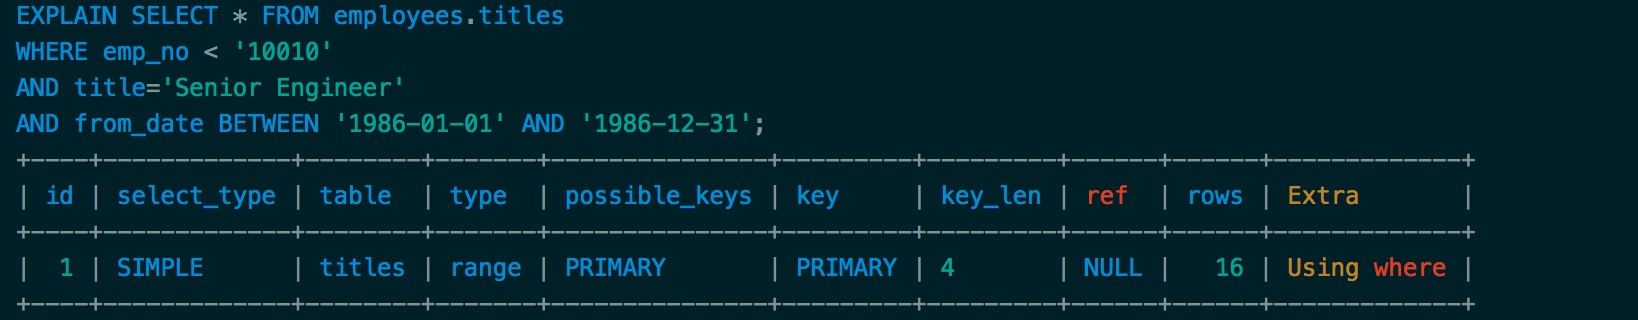 EXPLAIN SELECT * FROM employees.titles
WHERE emp_no < '10010'
AND title='Senior Engineer'
AND from_date BETWEEN '1986-01-01' AND '1986-12-31';
+----+-------------+--------+-------+---------------+---------+---------+------+------+-------------+
| id | select_type | table  | type  | possible_keys | key     | key_len | ref  | rows | Extra       |
+----+-------------+--------+-------+---------------+---------+---------+------+------+-------------+
|  1 | SIMPLE      | titles | range | PRIMARY       | PRIMARY | 4       | NULL |   16 | Using where |
+----+-------------+--------+-------+---------------+---------+---------+------+------+-------------+